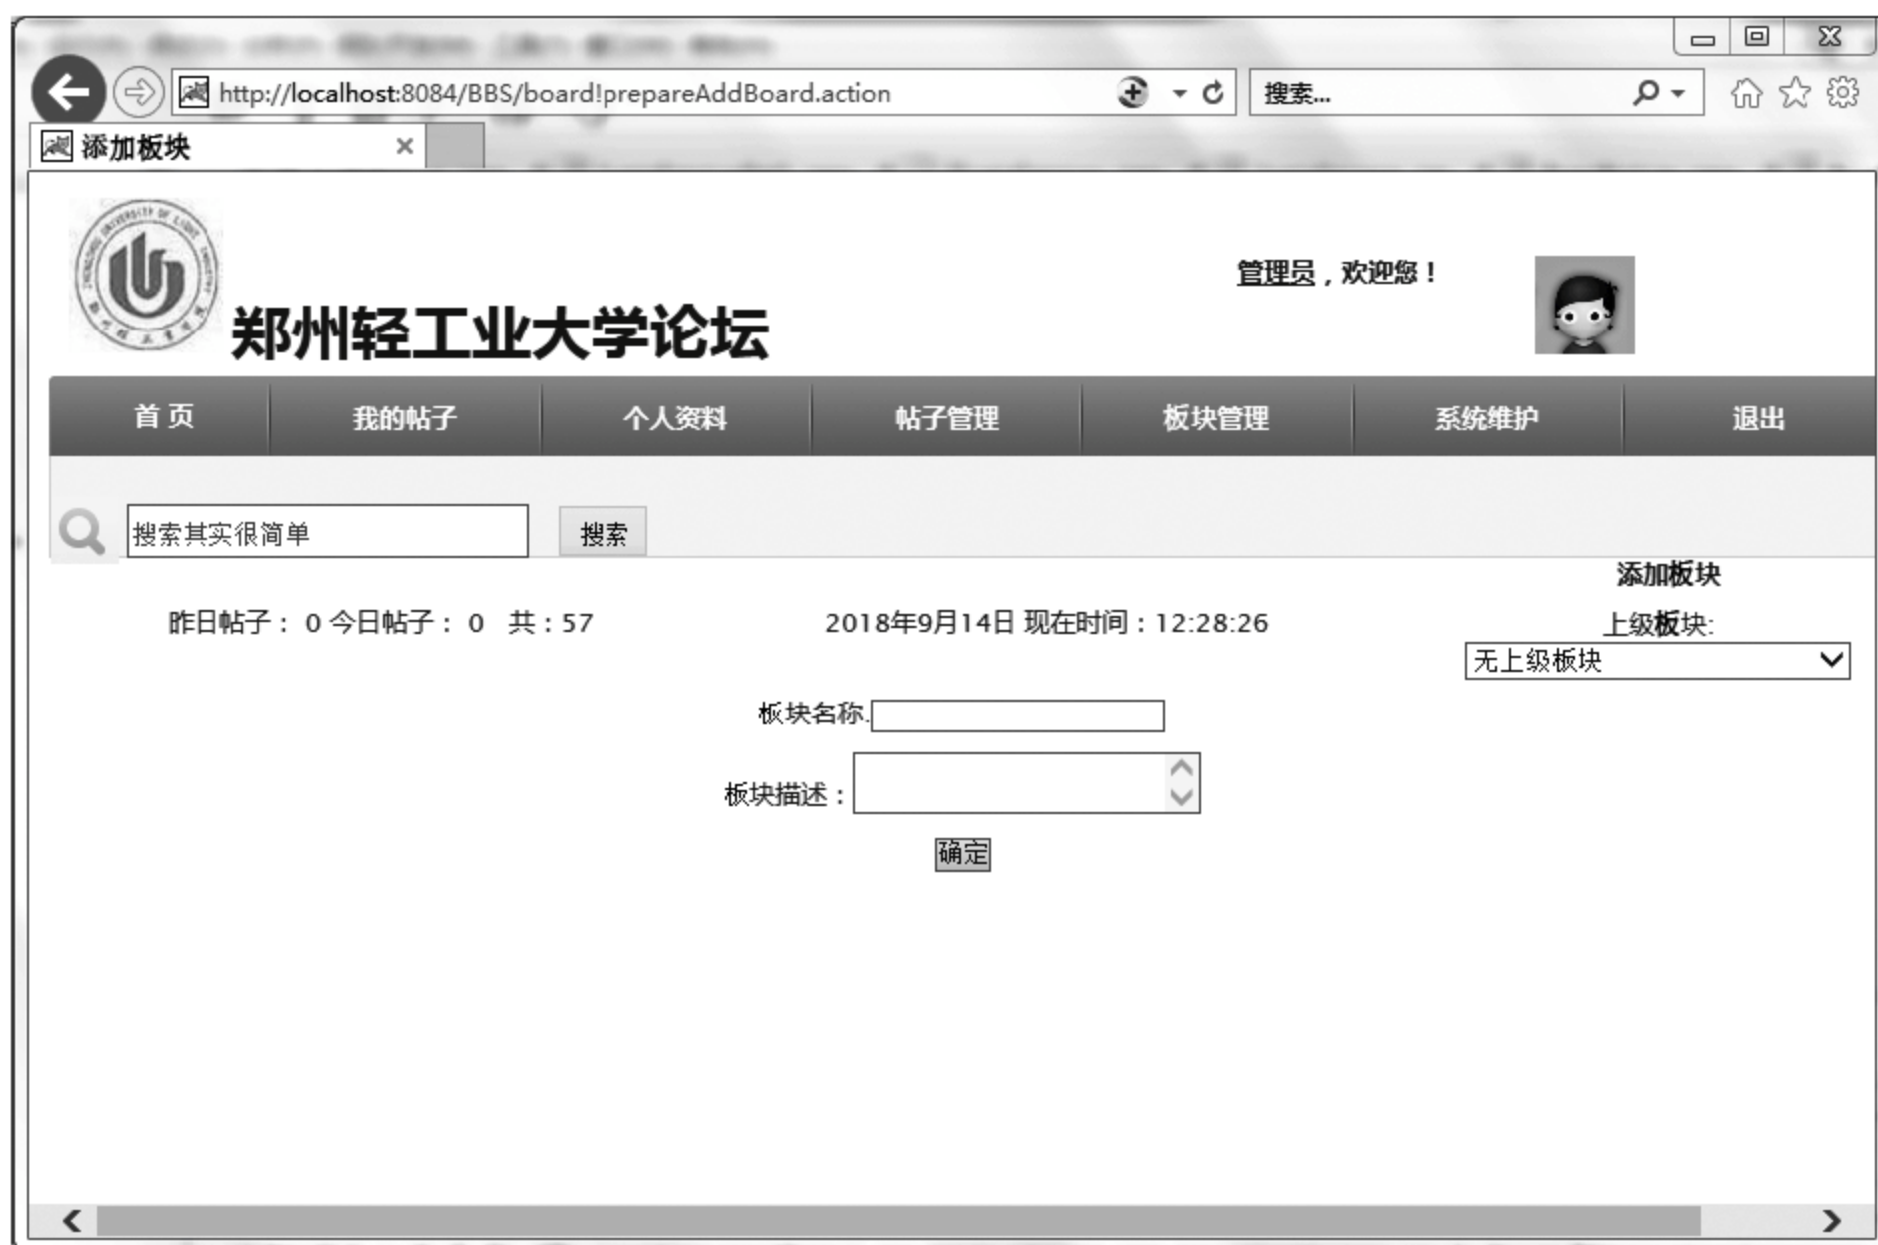 http://localhost:8084/BBS/board!prepareAddBoard.action
搜索...
添加板块
管理员，欢迎您！
郑州轻工业大学论坛
首 页 我的帖子 个人资料 帖子管理 板块管理 系统维护 退出
搜索其实很简单 搜索
添加板块
昨日帖子： 0 今日帖子： 0 共：57 2018年9月14日 现在时间：12:28:26
上级板块:
无上级板块
板块名称.
板块描述：
确定